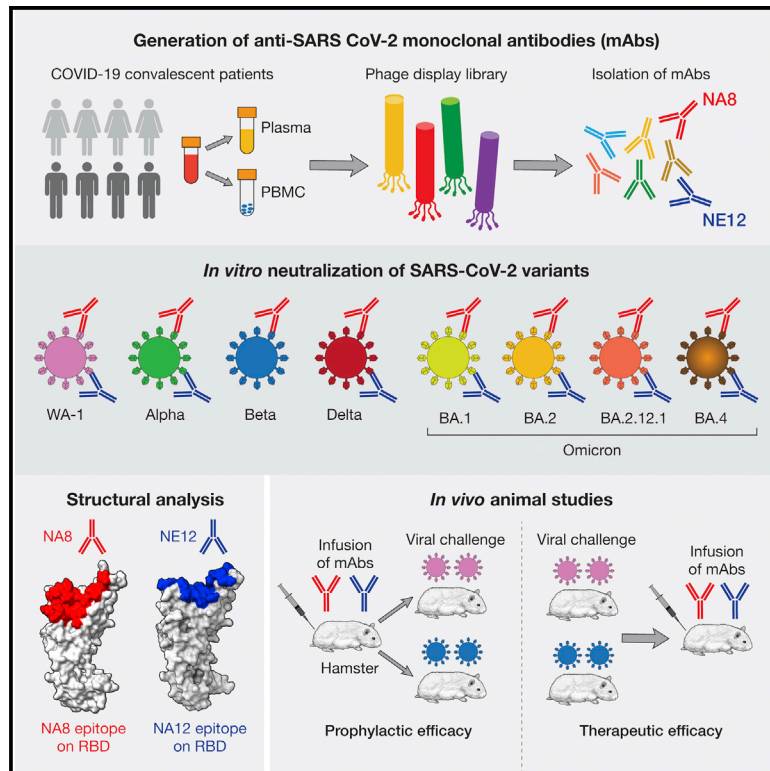 Generation of anti-SARS CoV-2 monoclonal antibodies (mAbs)
COVID-19 convalescent patients
Phage display library
Isolation of mAbs
Plasma
PBMC
NA8
NE12
In vitro neutralization of SARS-CoV-2 variants
WA-1
Alpha
Beta
Delta
BA.1
BA.2
BA.2.12.1
BA.4
Omicron
Structural analysis
NA8
NE12
NA8 epitope
on RBD
NA12 epitope
on RBD
In vivo animal studies
Infusion
of mAbs
Viral challenge
Hamster
Prophylactic efficacy
Viral challenge
Infusion
of mAbs
Therapeutic efficacy